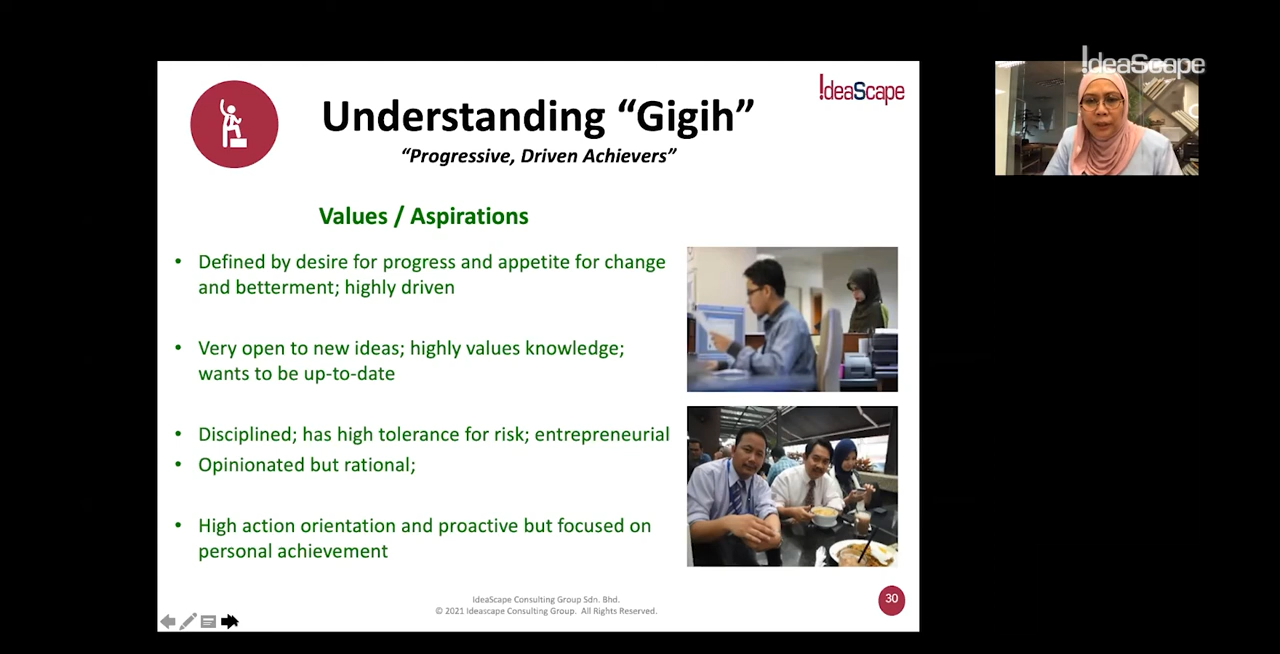 !deaScape
!deaScape
Understanding “Gigih”
“Progressive, Driven Achievers”
Values / Aspirations
• Defined by desire for progress and appetite for change
and betterment; highly driven
• Very open to new ideas; highly values knowledge;
wants to be up-to-date
• Disciplined; has high tolerance for risk; entrepreneurial
• Opinionated but rational;
• High action orientation and proactive but focused on
personal achievement
IdeaScape Consulting Group Sdn. Bhd.
© 2021 Ideascape Consulting Group. All Rights Reserved.
30